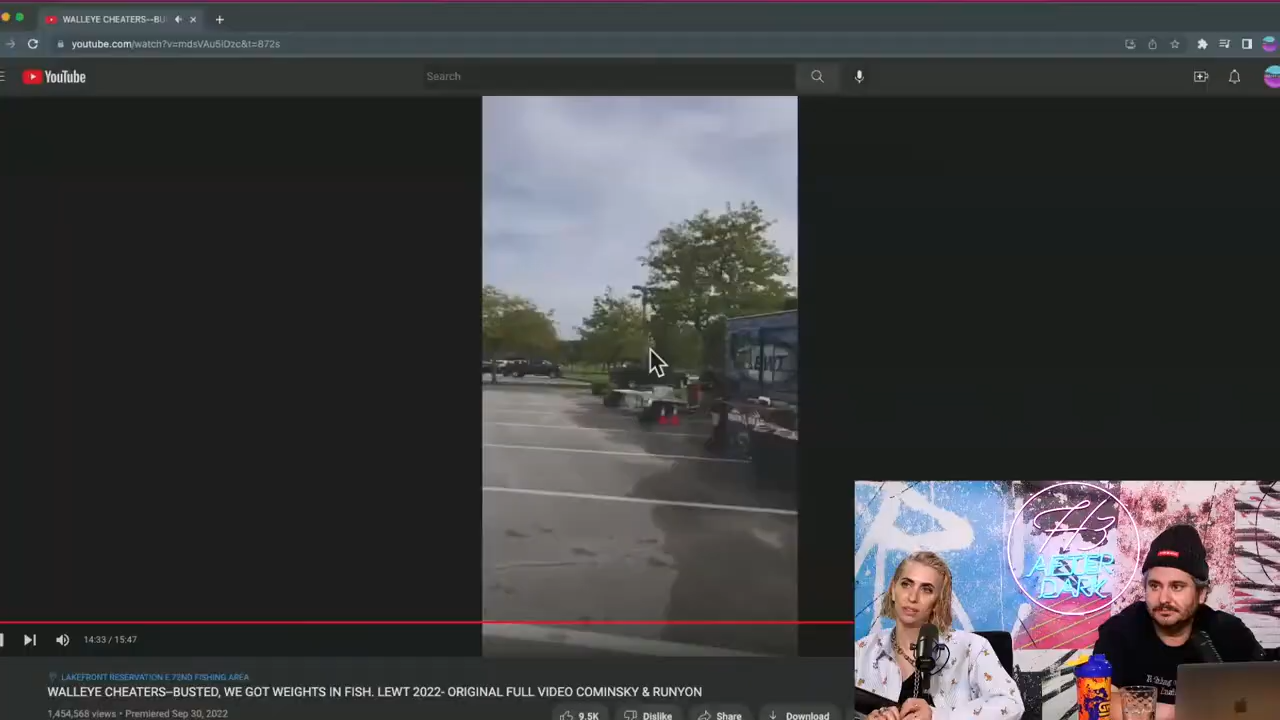 WALLEYE CHEATERS--BU
youtube.com/watch?v=mdsVAu5IDzc&t=872s
YouTube
Search
LEWT
14:33 / 15:47
LAKEFRONT RESERVATION E 72ND FISHING AREA
WALLEYE CHEATERS--BUSTED, WE GOT WEIGHTS IN FISH. LEWT 2022- ORIGINAL FULL VIDEO COMINSKY & RUNYON
1,454,568 views • Premiered Sep 30, 2022
9.5K
Dislike
Share
Download
H3
AFTER
DARK